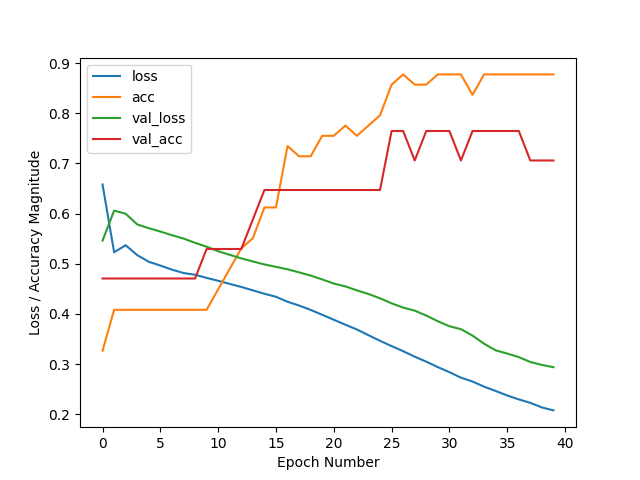 loss
acc
val_loss
val_acc
0.9
0.8
0.7
0.6
0.5
0.4
0.3
0.2
Loss / Accuracy Magnitude
0 5 10 15 20 25 30 35 40
Epoch Number